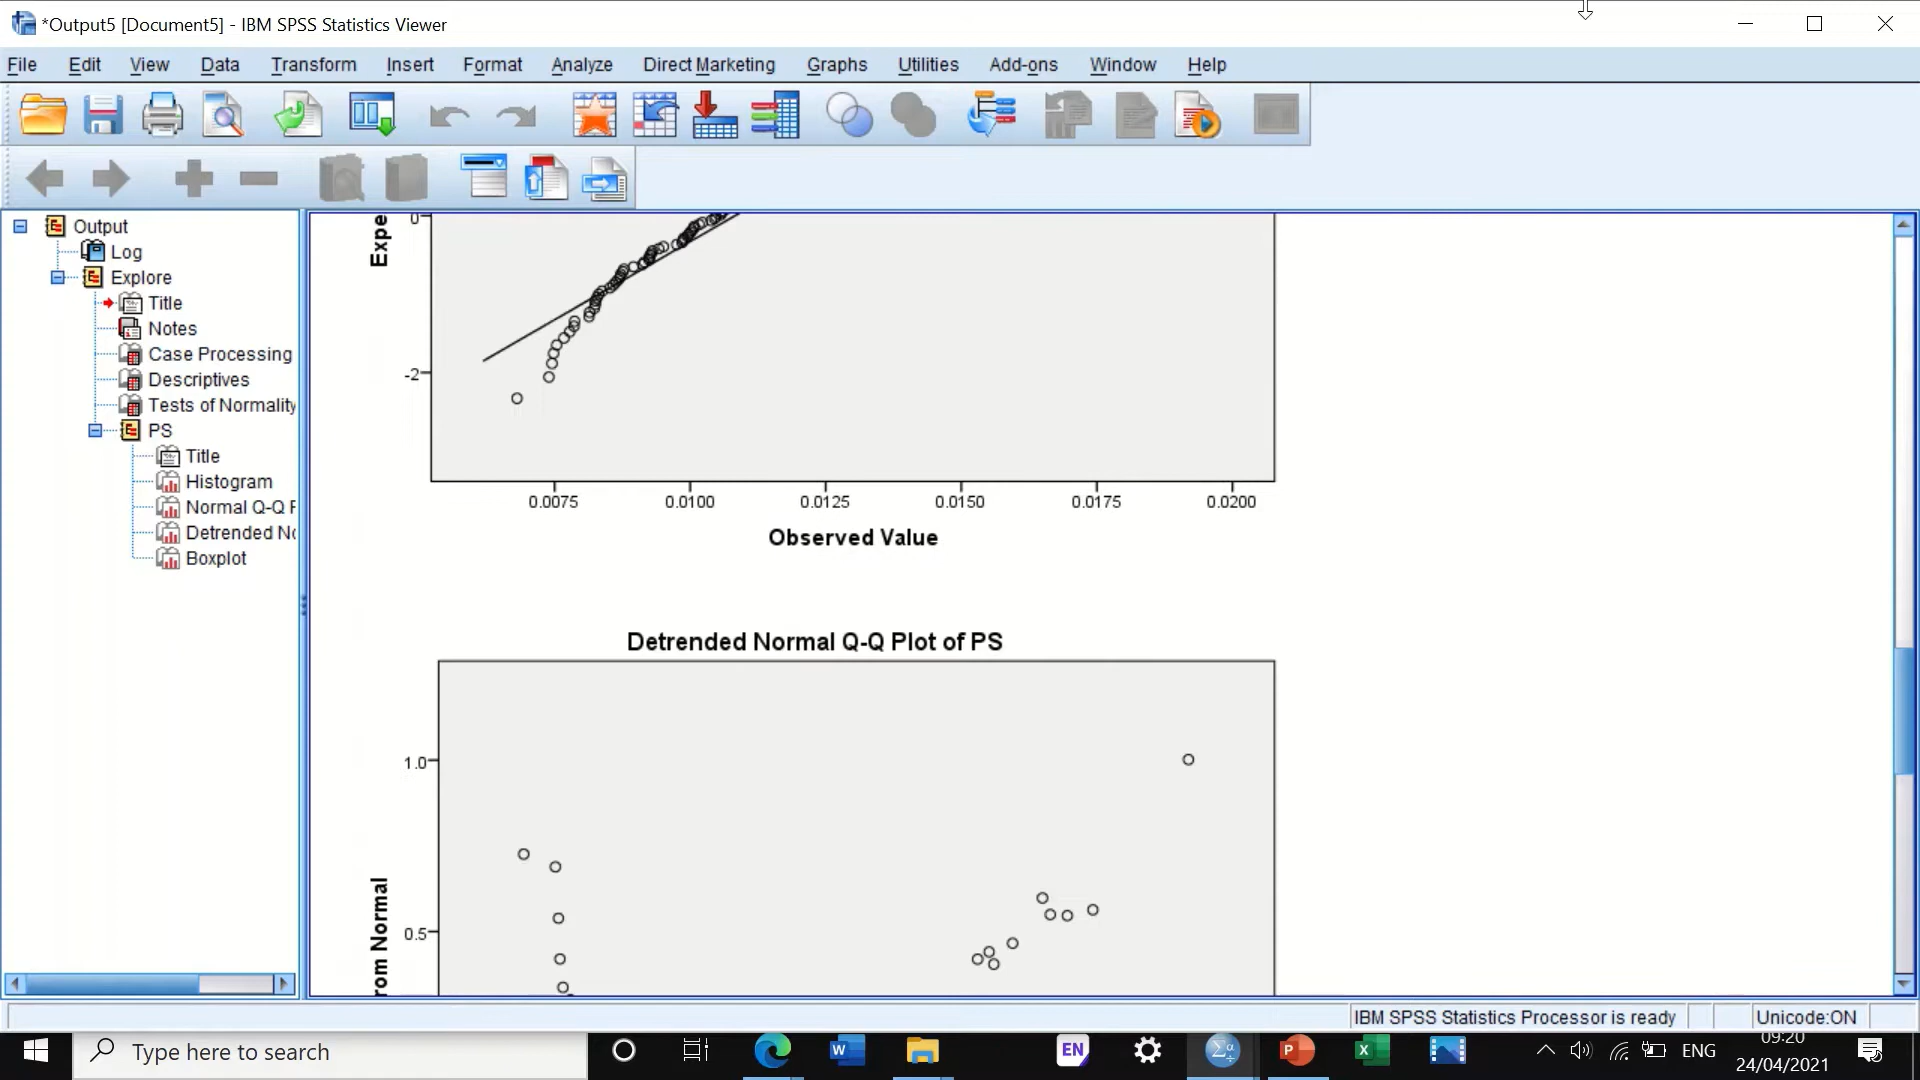 *Output5 [Document5] - IBM SPSS Statistics Viewer
File Edit View Data Transform Insert Format Analyze Direct Marketing Graphs Utilities Add-ons Window Help
Output
Log
Explore
Title
Notes
Case Processing
Descriptives
Tests of Normality
PS
Title
Histogram
Normal Q-Q P
Detrended No
Boxplot
Expe
0
-2
0.0075 0.0100 0.0125 0.0150 0.0175 0.0200
Observed Value
Detrended Normal Q-Q Plot of PS
1.0
0.5
rom Normal
IBM SPSS Statistics Processor is ready Unicode:ON
Type here to search
EN
ENG
09:20
24/04/2021